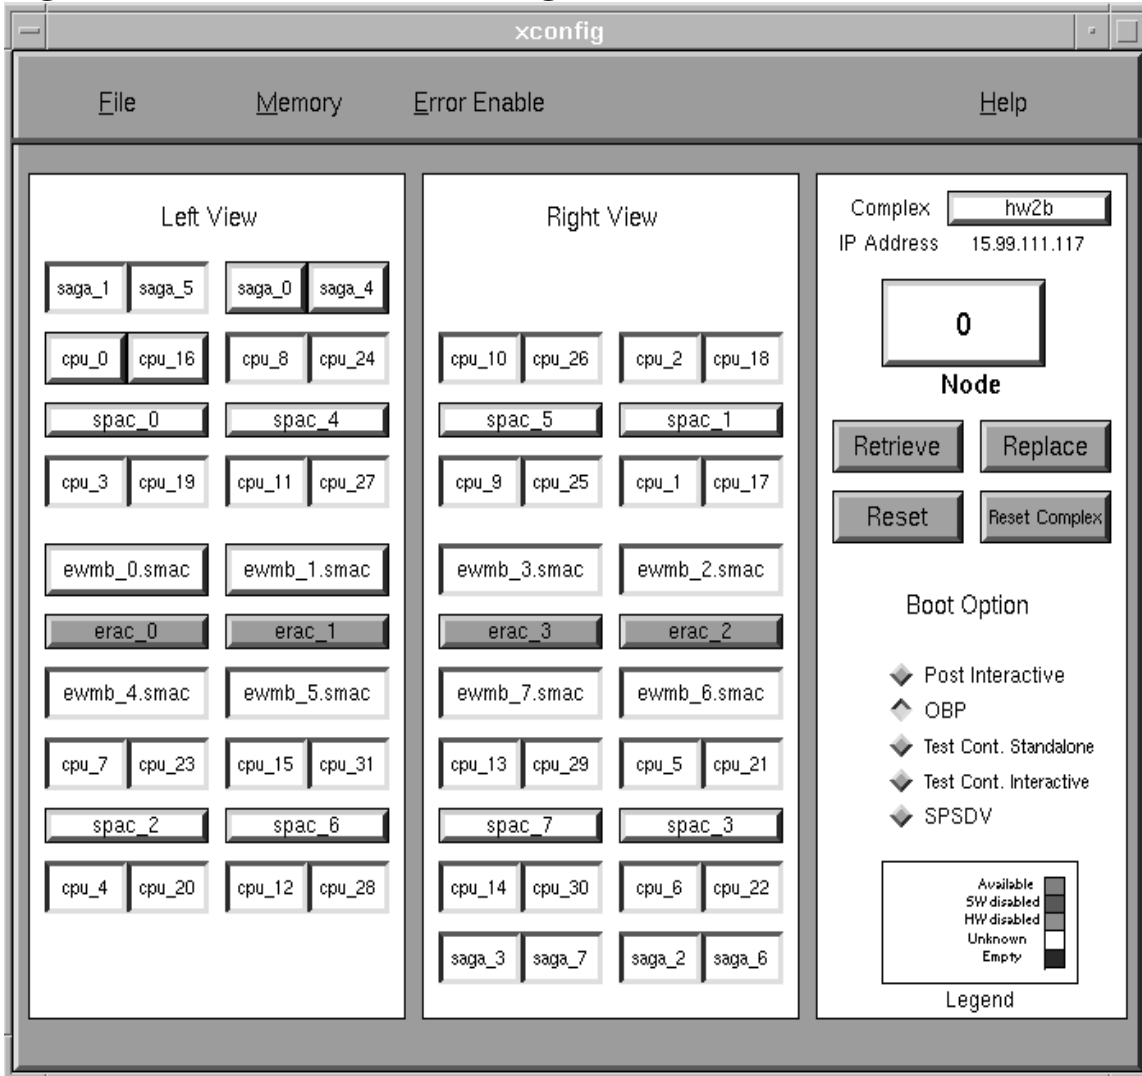 xconfig
File Memory Error Enable Help
Left View
saga_1 saga_5 saga_0 saga_4
cpu_0 cpu_16 cpu_8 cpu_24
spac_0 spac_4
cpu_3 cpu_19 cpu_11 cpu_27
ewmb_0.smac ewmb_1.smac
erac_0 erac_1
ewmb_4.smac ewmb_5.smac
cpu_7 cpu_23 cpu_15 cpu_31
spac_2 spac_6
cpu_4 cpu_20 cpu_12 cpu_28
Right View
cpu_10 cpu_26 cpu_2 cpu_18
spac_5 spac_1
cpu_9 cpu_25 cpu_1 cpu_17
ewmb_3.smac ewmb_2.smac
erac_3 erac_2
ewmb_7.smac ewmb_6.smac
cpu_13 cpu_29 cpu_5 cpu_21
spac_7 spac_3
cpu_14 cpu_30 cpu_6 cpu_22
saga_3 saga_7 saga_2 saga_6
Complex hw2b
IP Address 15.99.111.117
0
Node
Retrieve Replace
Reset Reset Complex
Boot Option
Post Interactive
OBP
Test Cont. Standalone
Test Cont. Interactive
SPSDV
Available
SW disabled
HW disabled
Unknown
Empty
Legend